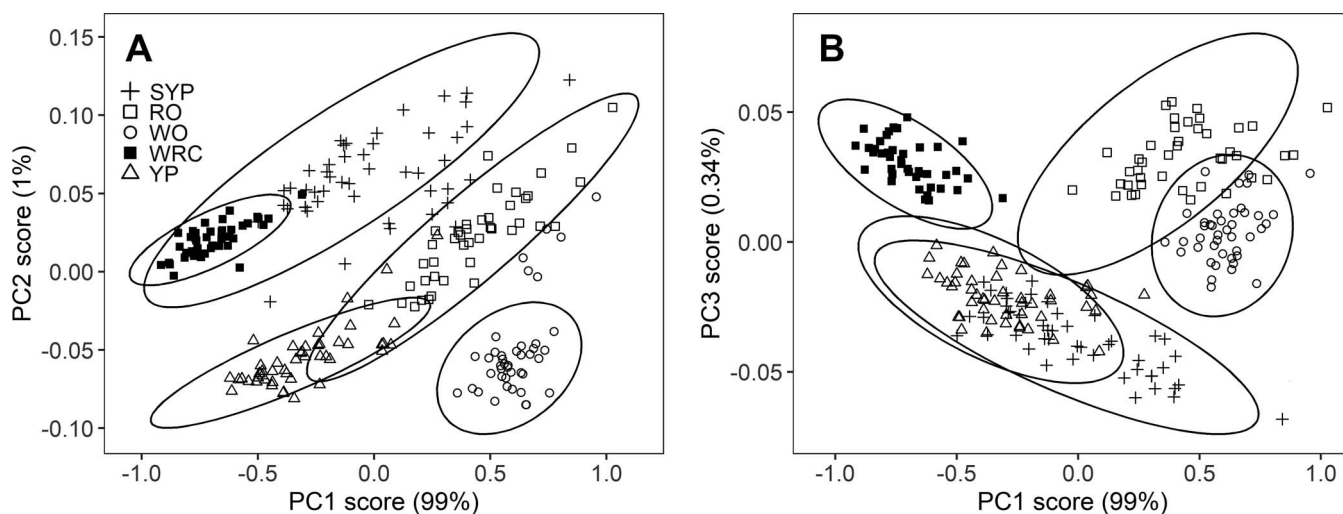 A
SYP
RO
WO
WRC
YP
0.15
0.10
0.05
0.00
-0.05
-0.10
PC2 score (1%)
-1.0 -0.5 0.0 0.5 1.0
PC1 score (99%)
B
0.05
0.00
-0.05
PC3 score (0.34%)
-1.0 -0.5 0.0 0.5 1.0
PC1 score (99%)